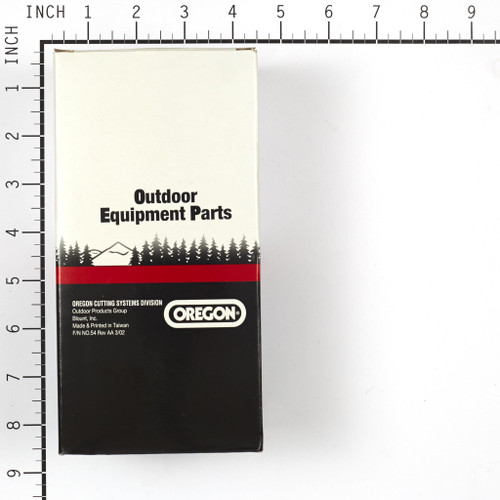 INCH 1 2 3 4 5 6 7 8 9
INCH
1
2
3
4
5
6
7
8
9
Outdoor
Equipment Parts
OREGON CUTTING SYSTEMS DIVISION
Outdoor Products Group
Blount, Inc.
Made & Printed in Taiwan
F/N NO.54 Rev AA 3/02
OREGON